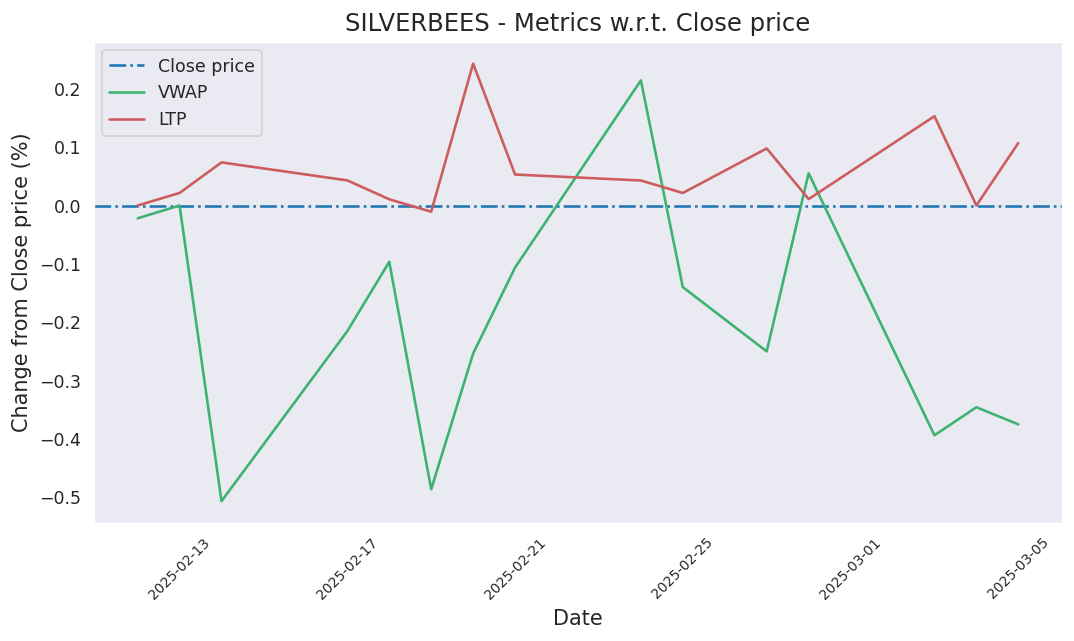 SILVERBEES - Metrics w.r.t. Close price
Close price
VWAP
LTP
Change from Close price (%)
0.2
0.1
0.0
−0.1
−0.2
−0.3
−0.4
−0.5
2025-02-13
2025-02-17
2025-02-21
2025-02-25
2025-03-01
2025-03-05
Date